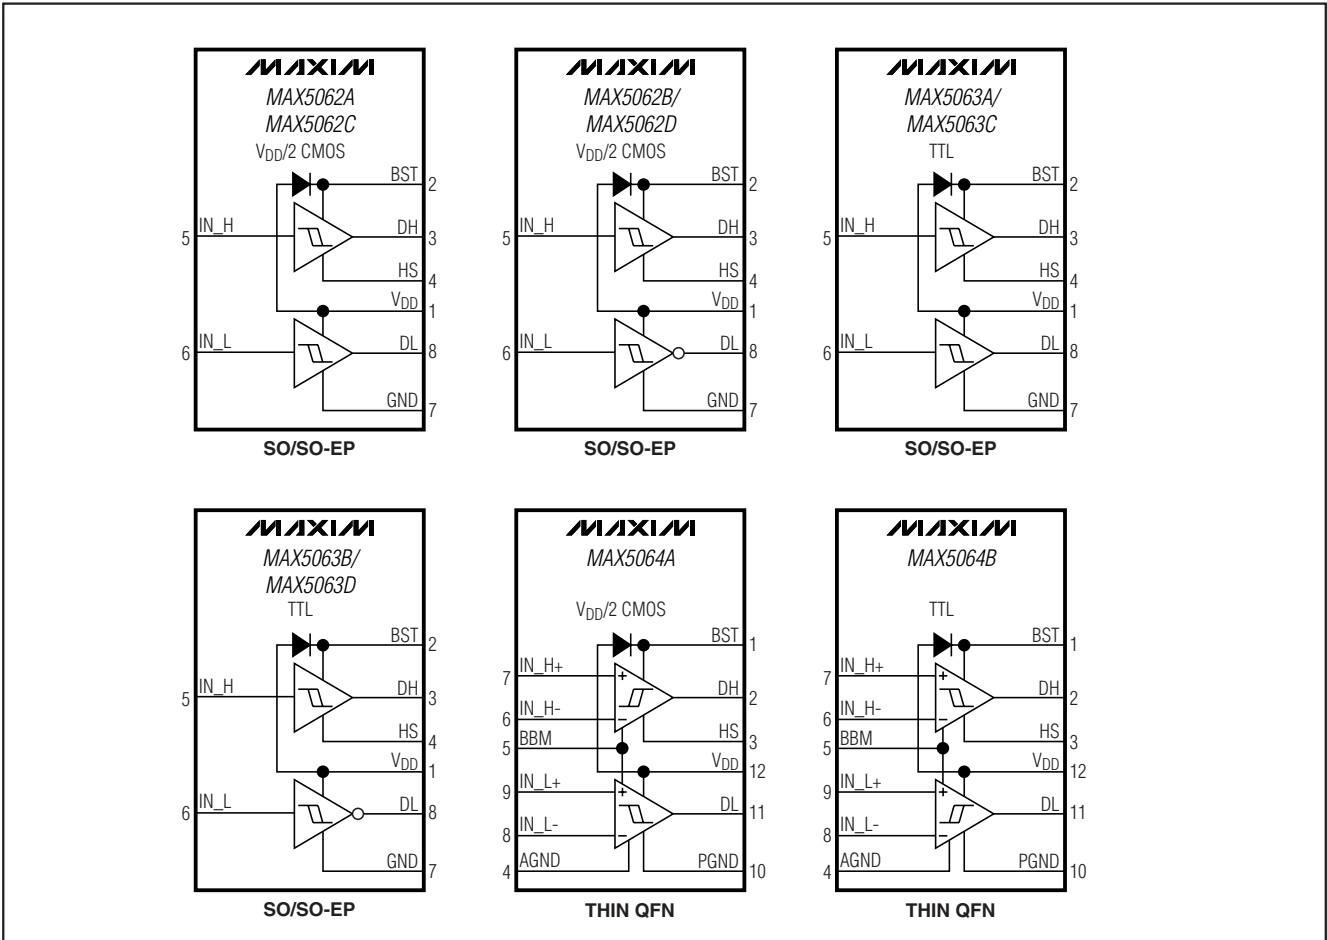 MAXIM
MAX5062A
MAX5062C
VDD/2 CMOS
BST 2
5 IN_H
DH 3
HS 4
VDD 1
6 IN_L
DL 8
GND 7
SO/SO-EP
MAXIM
MAX5062B/
MAX5062D
VDD/2 CMOS
BST 2
5 IN_H
DH 3
HS 4
VDD 1
6 IN_L
DL 8
GND 7
SO/SO-EP
MAXIM
MAX5063A/
MAX5063C
TTL
BST 2
5 IN_H
DH 3
HS 4
VDD 1
6 IN_L
DL 8
GND 7
SO/SO-EP
MAXIM
MAX5063B/
MAX5063D
TTL
BST 2
5 IN_H
DH 3
HS 4
VDD 1
6 IN_L
DL 8
GND 7
SO/SO-EP
MAXIM
MAX5064A
VDD/2 CMOS
BST 1
7 IN_H+
+
DH 2
6 IN_H-
−
HS 3
5 BBM
VDD 12
9 IN_L+
+
DL 11
8 IN_L-
−
4 AGND
PGND 10
THIN QFN
MAXIM
MAX5064B
TTL
BST 1
7 IN_H+
+
DH 2
6 IN_H-
−
HS 3
5 BBM
VDD 12
9 IN_L+
+
DL 11
8 IN_L-
−
4 AGND
PGND 10
THIN QFN